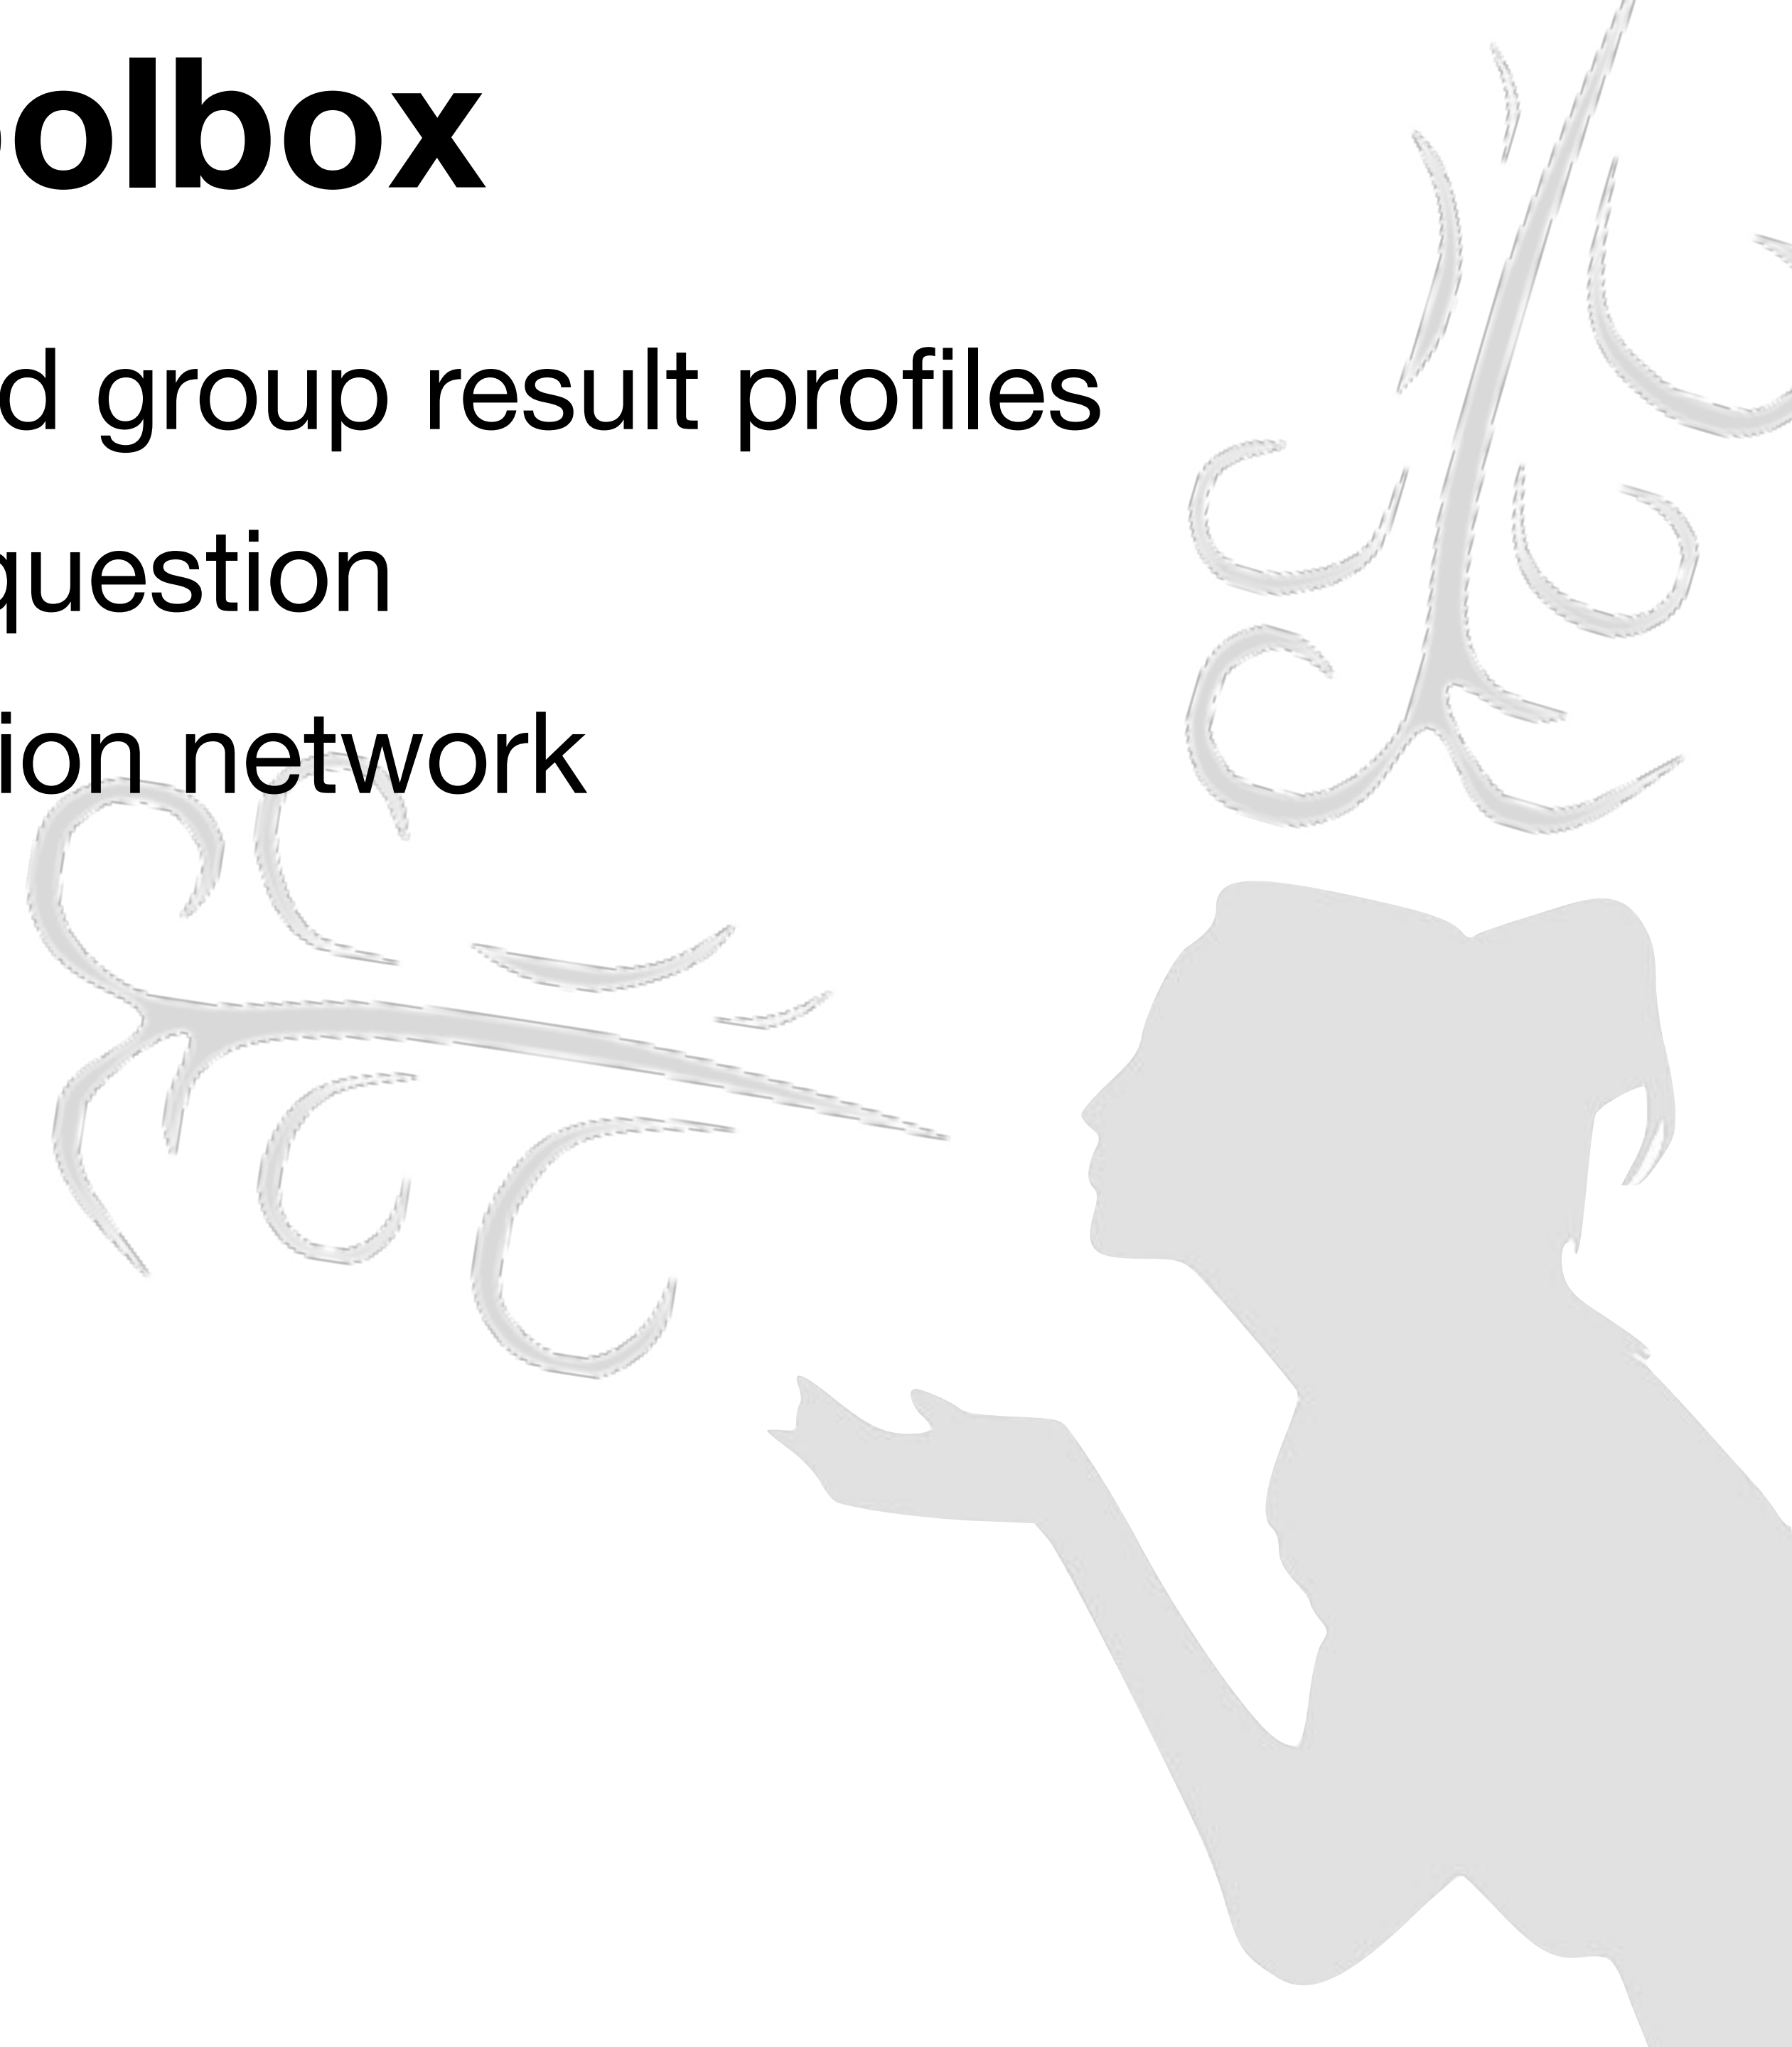 olbox
d group result profiles
question
ion network